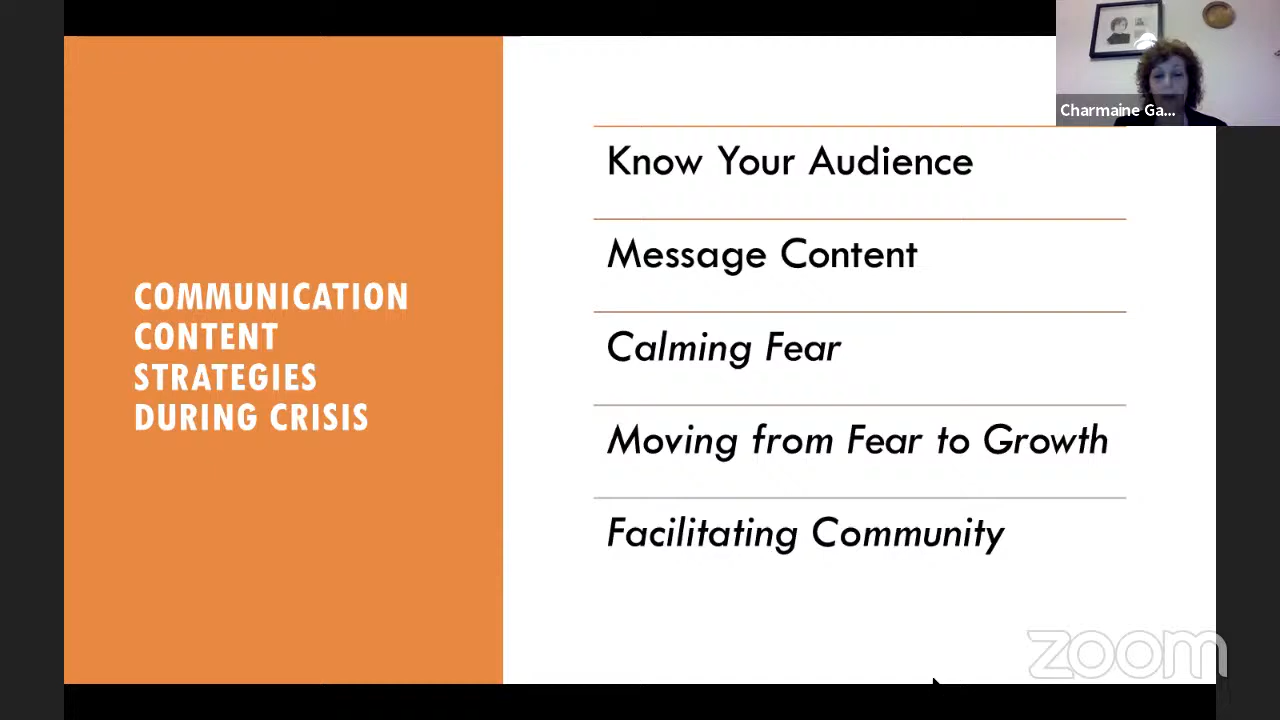 Charmaine Ga...
COMMUNICATION
CONTENT
STRATEGIES
DURING CRISIS
Know Your Audience
Message Content
Calming Fear
Moving from Fear to Growth
Facilitating Community
zoom